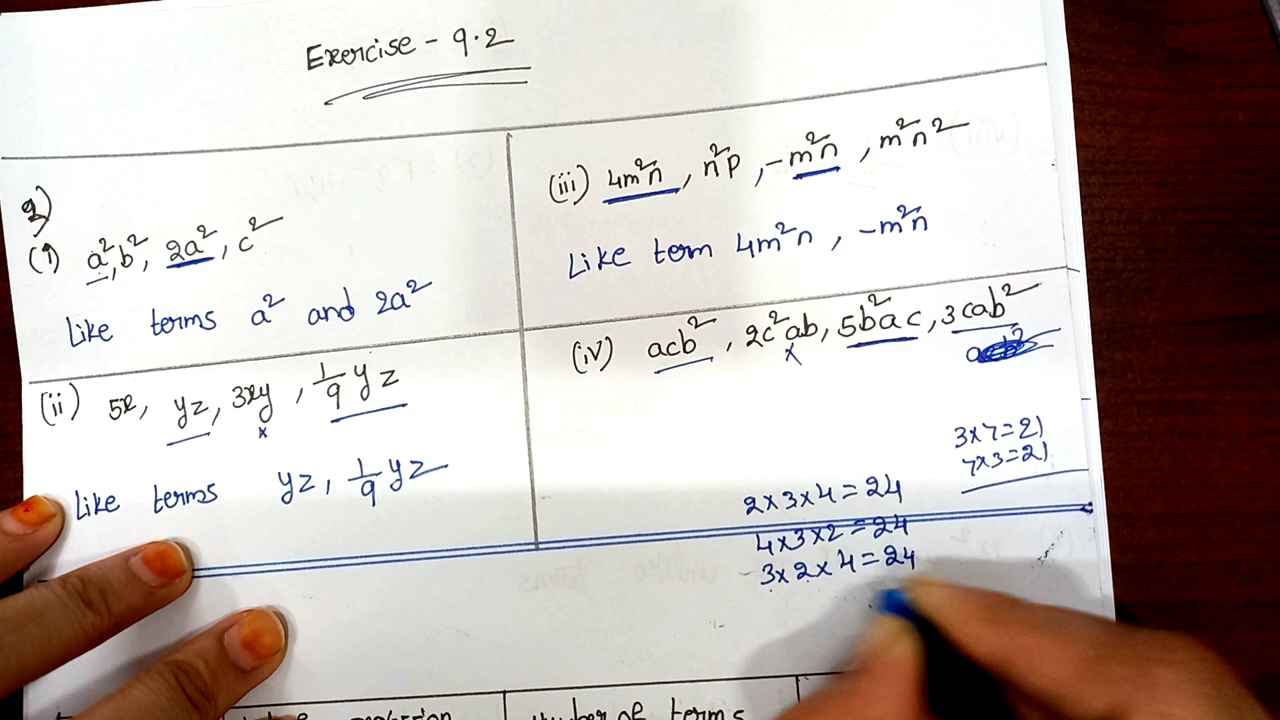 Exercise - 9.2
(i) a², b², 2a², c²
Like terms a² and 2a²
(ii) 5x, yz, 3xy, 1/9 yz
x
Like terms yz, 1/9 yz
(iii) 4m²n, n²p, -m²n, m²n²
Like term 4m²n, -m²n
(iv) acb², 2c²ab, 5b²ac, 3cab²
x
3×7=21
7×3=21
2×3×4=24
4×3×2=24
3×2×4=24
Number of terms